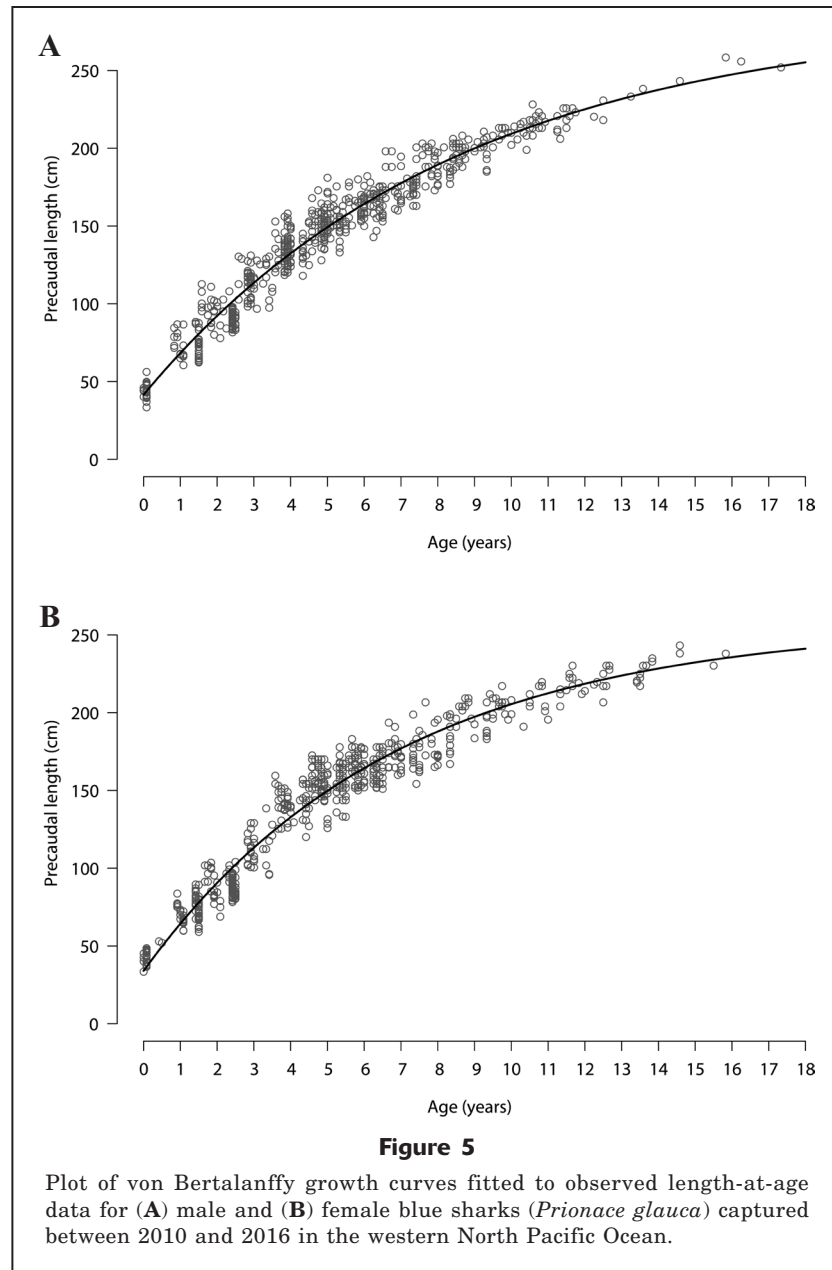 A
250
200
150
100
50
0
Precaudal length (cm)
0 1 2 3 4 5 6 7 8 9 10 11 12 13 14 15 16 17 18
Age (years)
B
250
200
150
100
50
0
Precaudal length (cm)
0 1 2 3 4 5 6 7 8 9 10 11 12 13 14 15 16 17 18
Age (years)
Figure 5
Plot of von Bertalanffy growth curves fitted to observed length-at-age
data for (A) male and (B) female blue sharks (Prionace glauca) captured
between 2010 and 2016 in the western North Pacific Ocean.